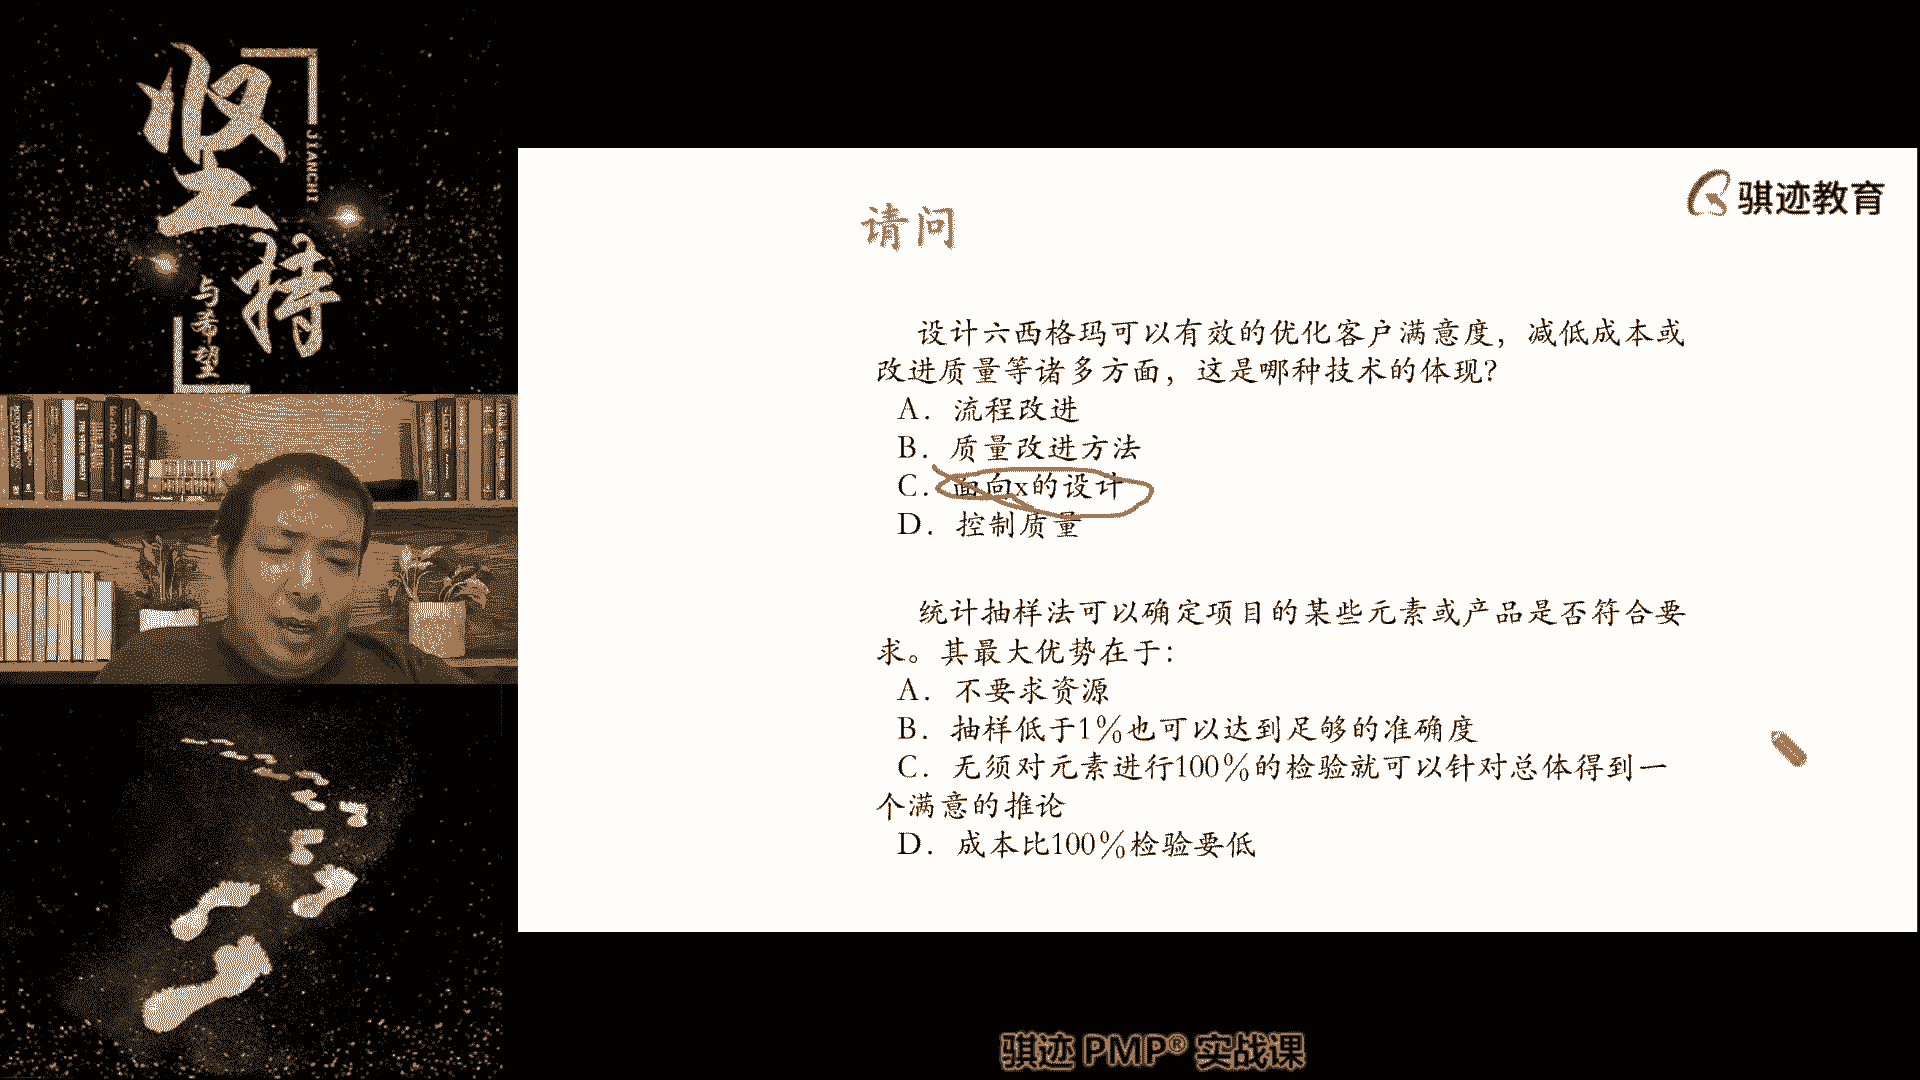 坚持
JIANCHI
与希望
骐迹教育
请问
设计六西格玛可以有效的优化客户满意度，减低成本或
改进质量等诸多方面，这是哪种技术的体现？
A．流程改进
B．质量改进方法
C．面向x的设计
D．控制质量
统计抽样法可以确定项目的某些元素或产品是否符合要
求。其最大优势在于：
A．不要求资源
B．抽样低于1％也可以达到足够的准确度
C．无须对元素进行100％的检验就可以针对总体得到一
个满意的推论
D．成本比100％检验要低
骐迹 PMP® 实战课